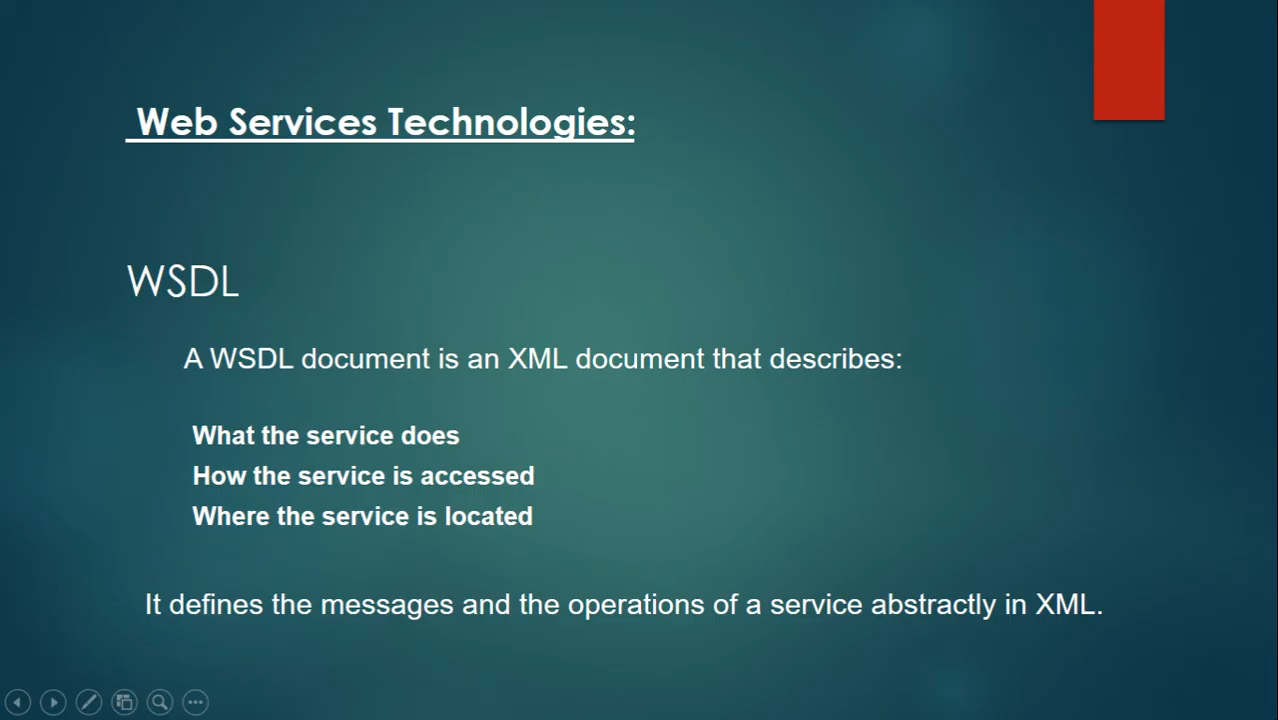 Web Services Technologies:
WSDL
A WSDL document is an XML document that describes:
What the service does
How the service is accessed
Where the service is located
It defines the messages and the operations of a service abstractly in XML.